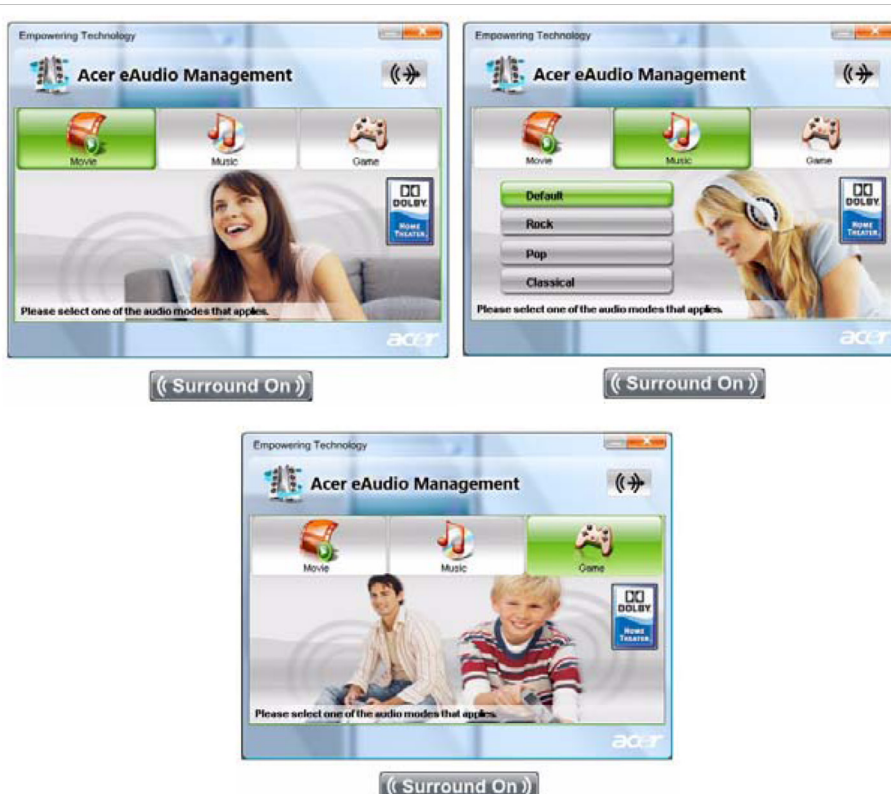 Empowering Technology
Acer eAudio Management
Movie Music Game
DOLBY
HOME THEATER
Please select one of the audio modes that applies.
acer
Surround On
Empowering Technology
Acer eAudio Management
Movie Music Game
Default
Rock
Pop
Classical
DOLBY
HOME THEATER
Please select one of the audio modes that applies.
acer
Surround On
Empowering Technology
Acer eAudio Management
Movie Music Game
DOLBY
HOME THEATER
Please select one of the audio modes that applies.
acer
Surround On